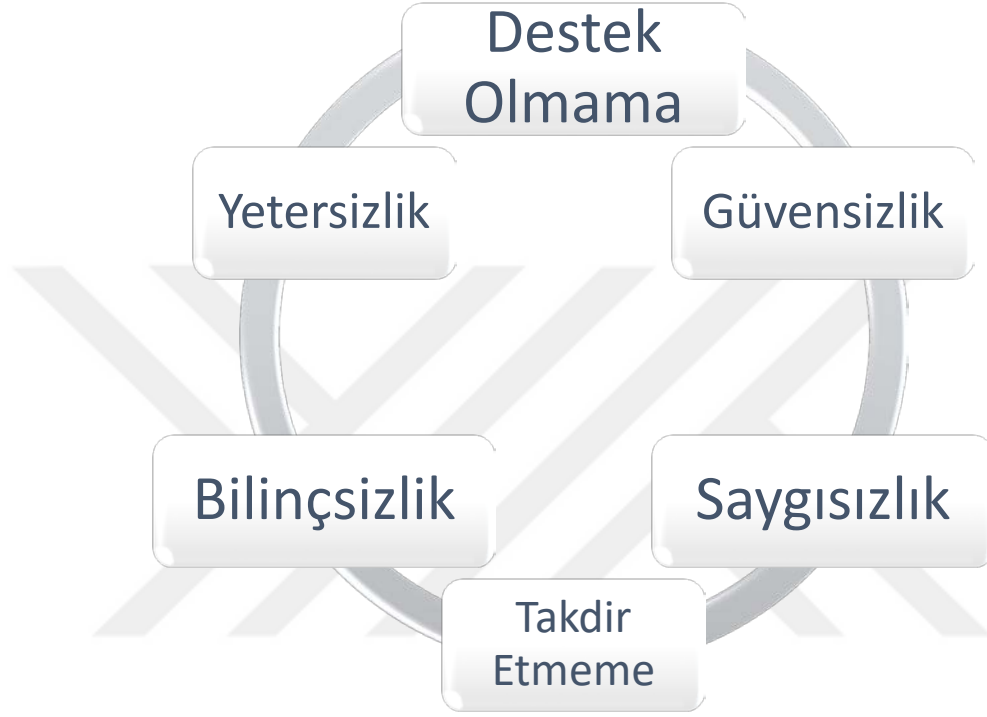 Destek
Olmama
Yetersizlik
Güvensizlik
Bilinçsizlik
Saygısızlık
Takdir
Etmeme